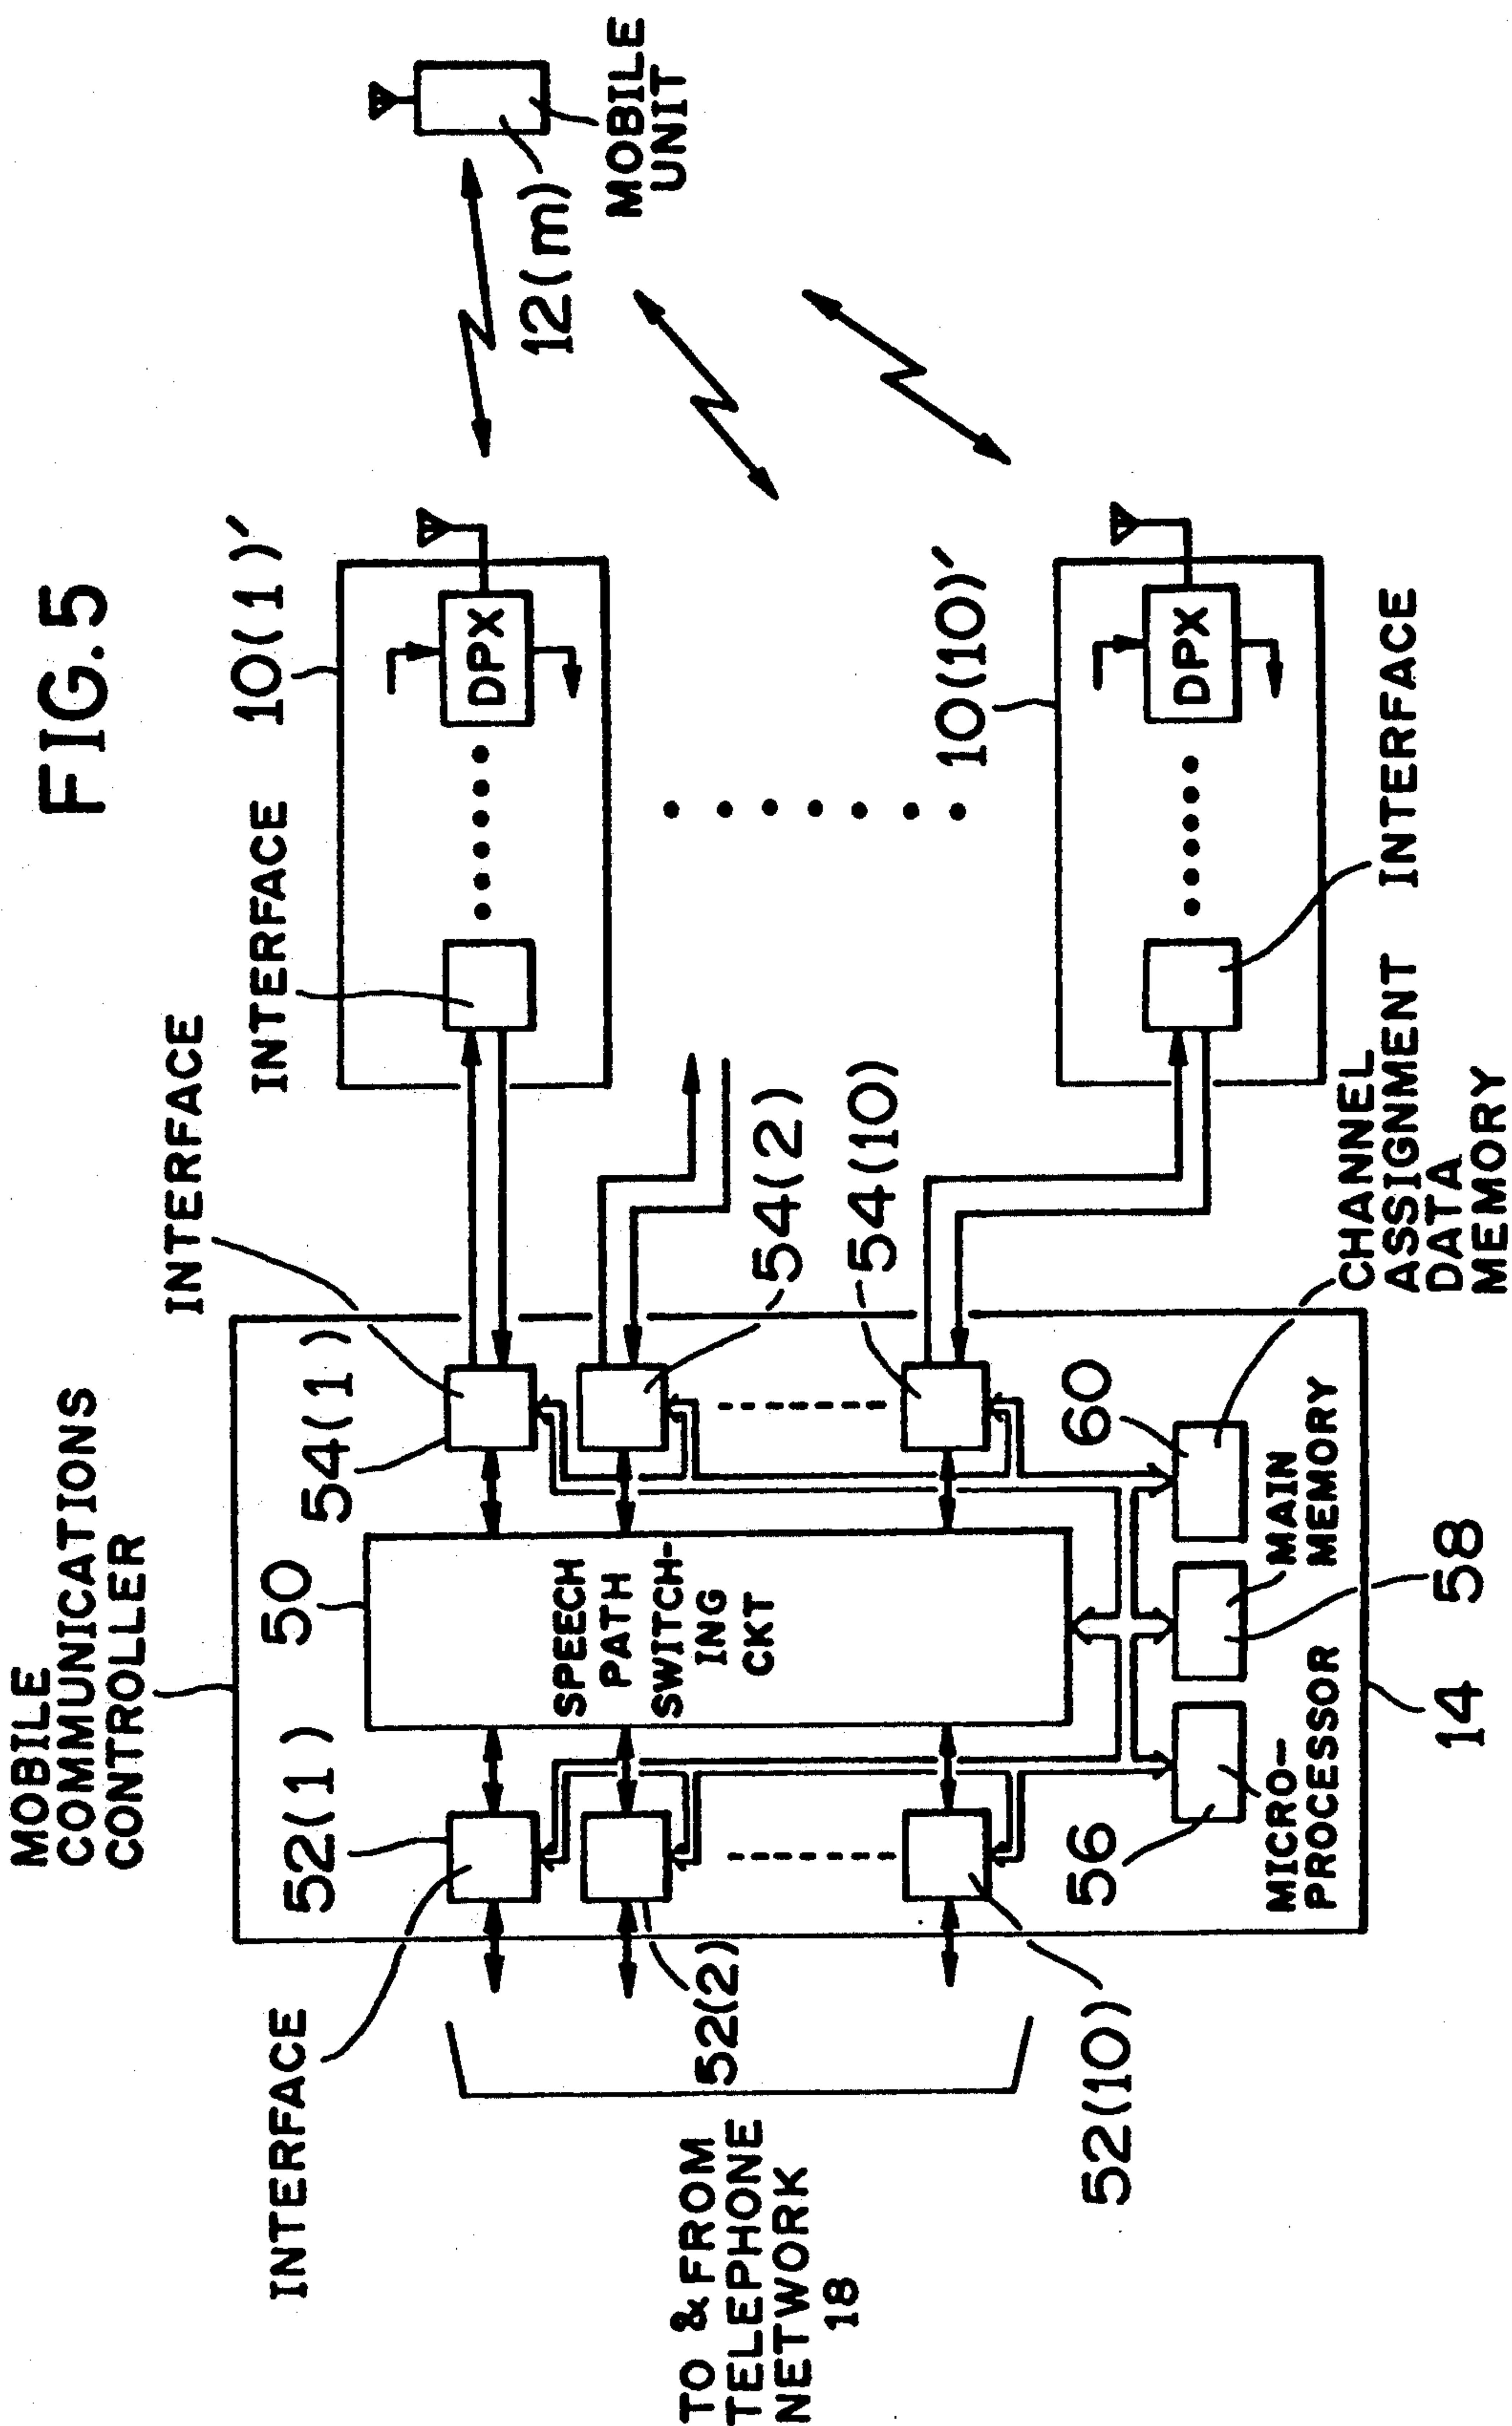 FIG. 5
MOBILE
COMMUNICATIONS
CONTROLLER
INTERFACE
INTERFACE
10(1)'
INTERFACE
52(1)
50
54(1)
DPX
12(m)
MOBILE
UNIT
SPEECH
PATH
SWITCH-
ING
CKT
52(2)
54(2)
54(10)
10(10)'
TO & FROM
TELEPHONE
NETWORK
18
52(10)
56
60
DPX
MICRO-
PROCESSOR
MAIN
MEMORY
14
58
CHANNEL
ASSIGNMENT
DATA
MEMORY
INTERFACE